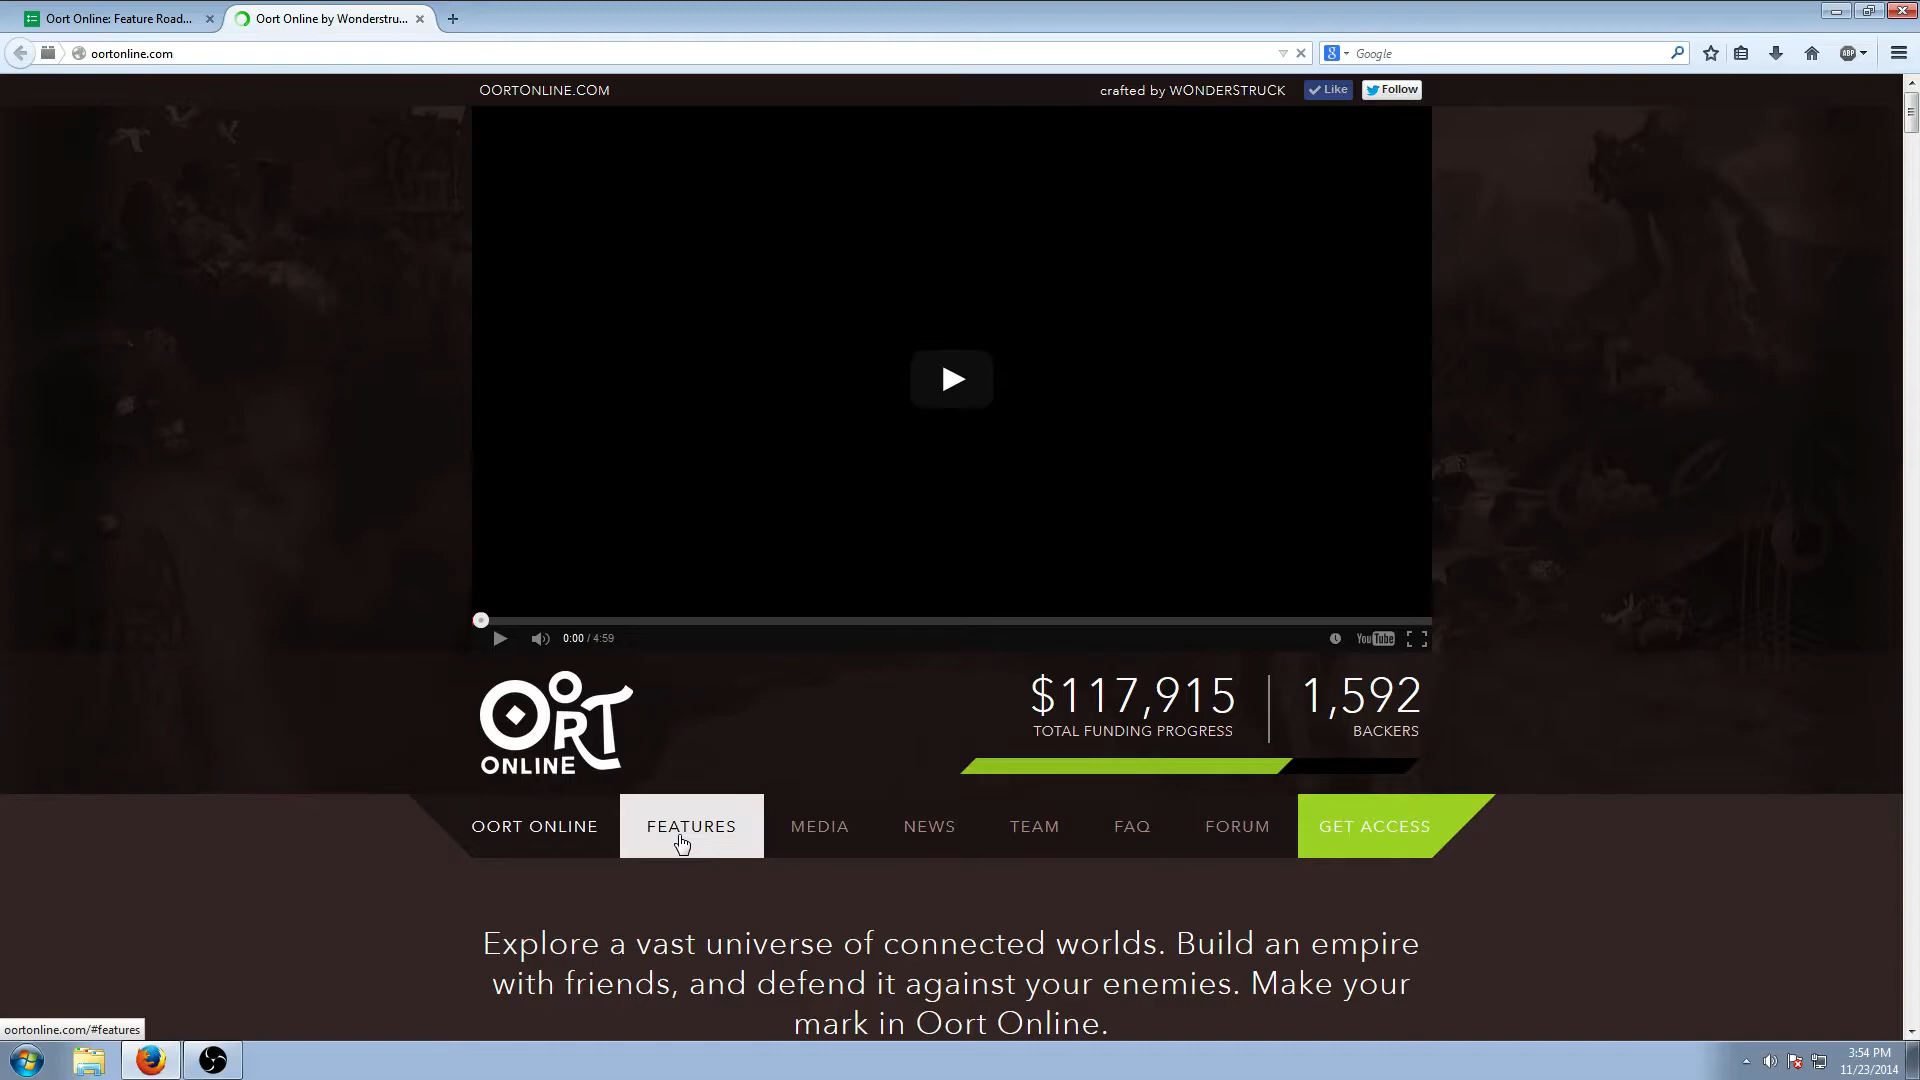 Oort Online: Feature Road...
Oort Online by Wonderstru...
oortonline.com
Google
ABP
OORTONLINE.COM
crafted by WONDERSTRUCK
Like
Follow
0:00 / 4:59
YouTube
OORT
ONLINE
$117,915
TOTAL FUNDING PROGRESS
1,592
BACKERS
OORT ONLINE
FEATURES
MEDIA
NEWS
TEAM
FAQ
FORUM
GET ACCESS
Explore a vast universe of connected worlds. Build an empire
with friends, and defend it against your enemies. Make your
mark in Oort Online.
oortonline.com/#features
3:54 PM
11/23/2014